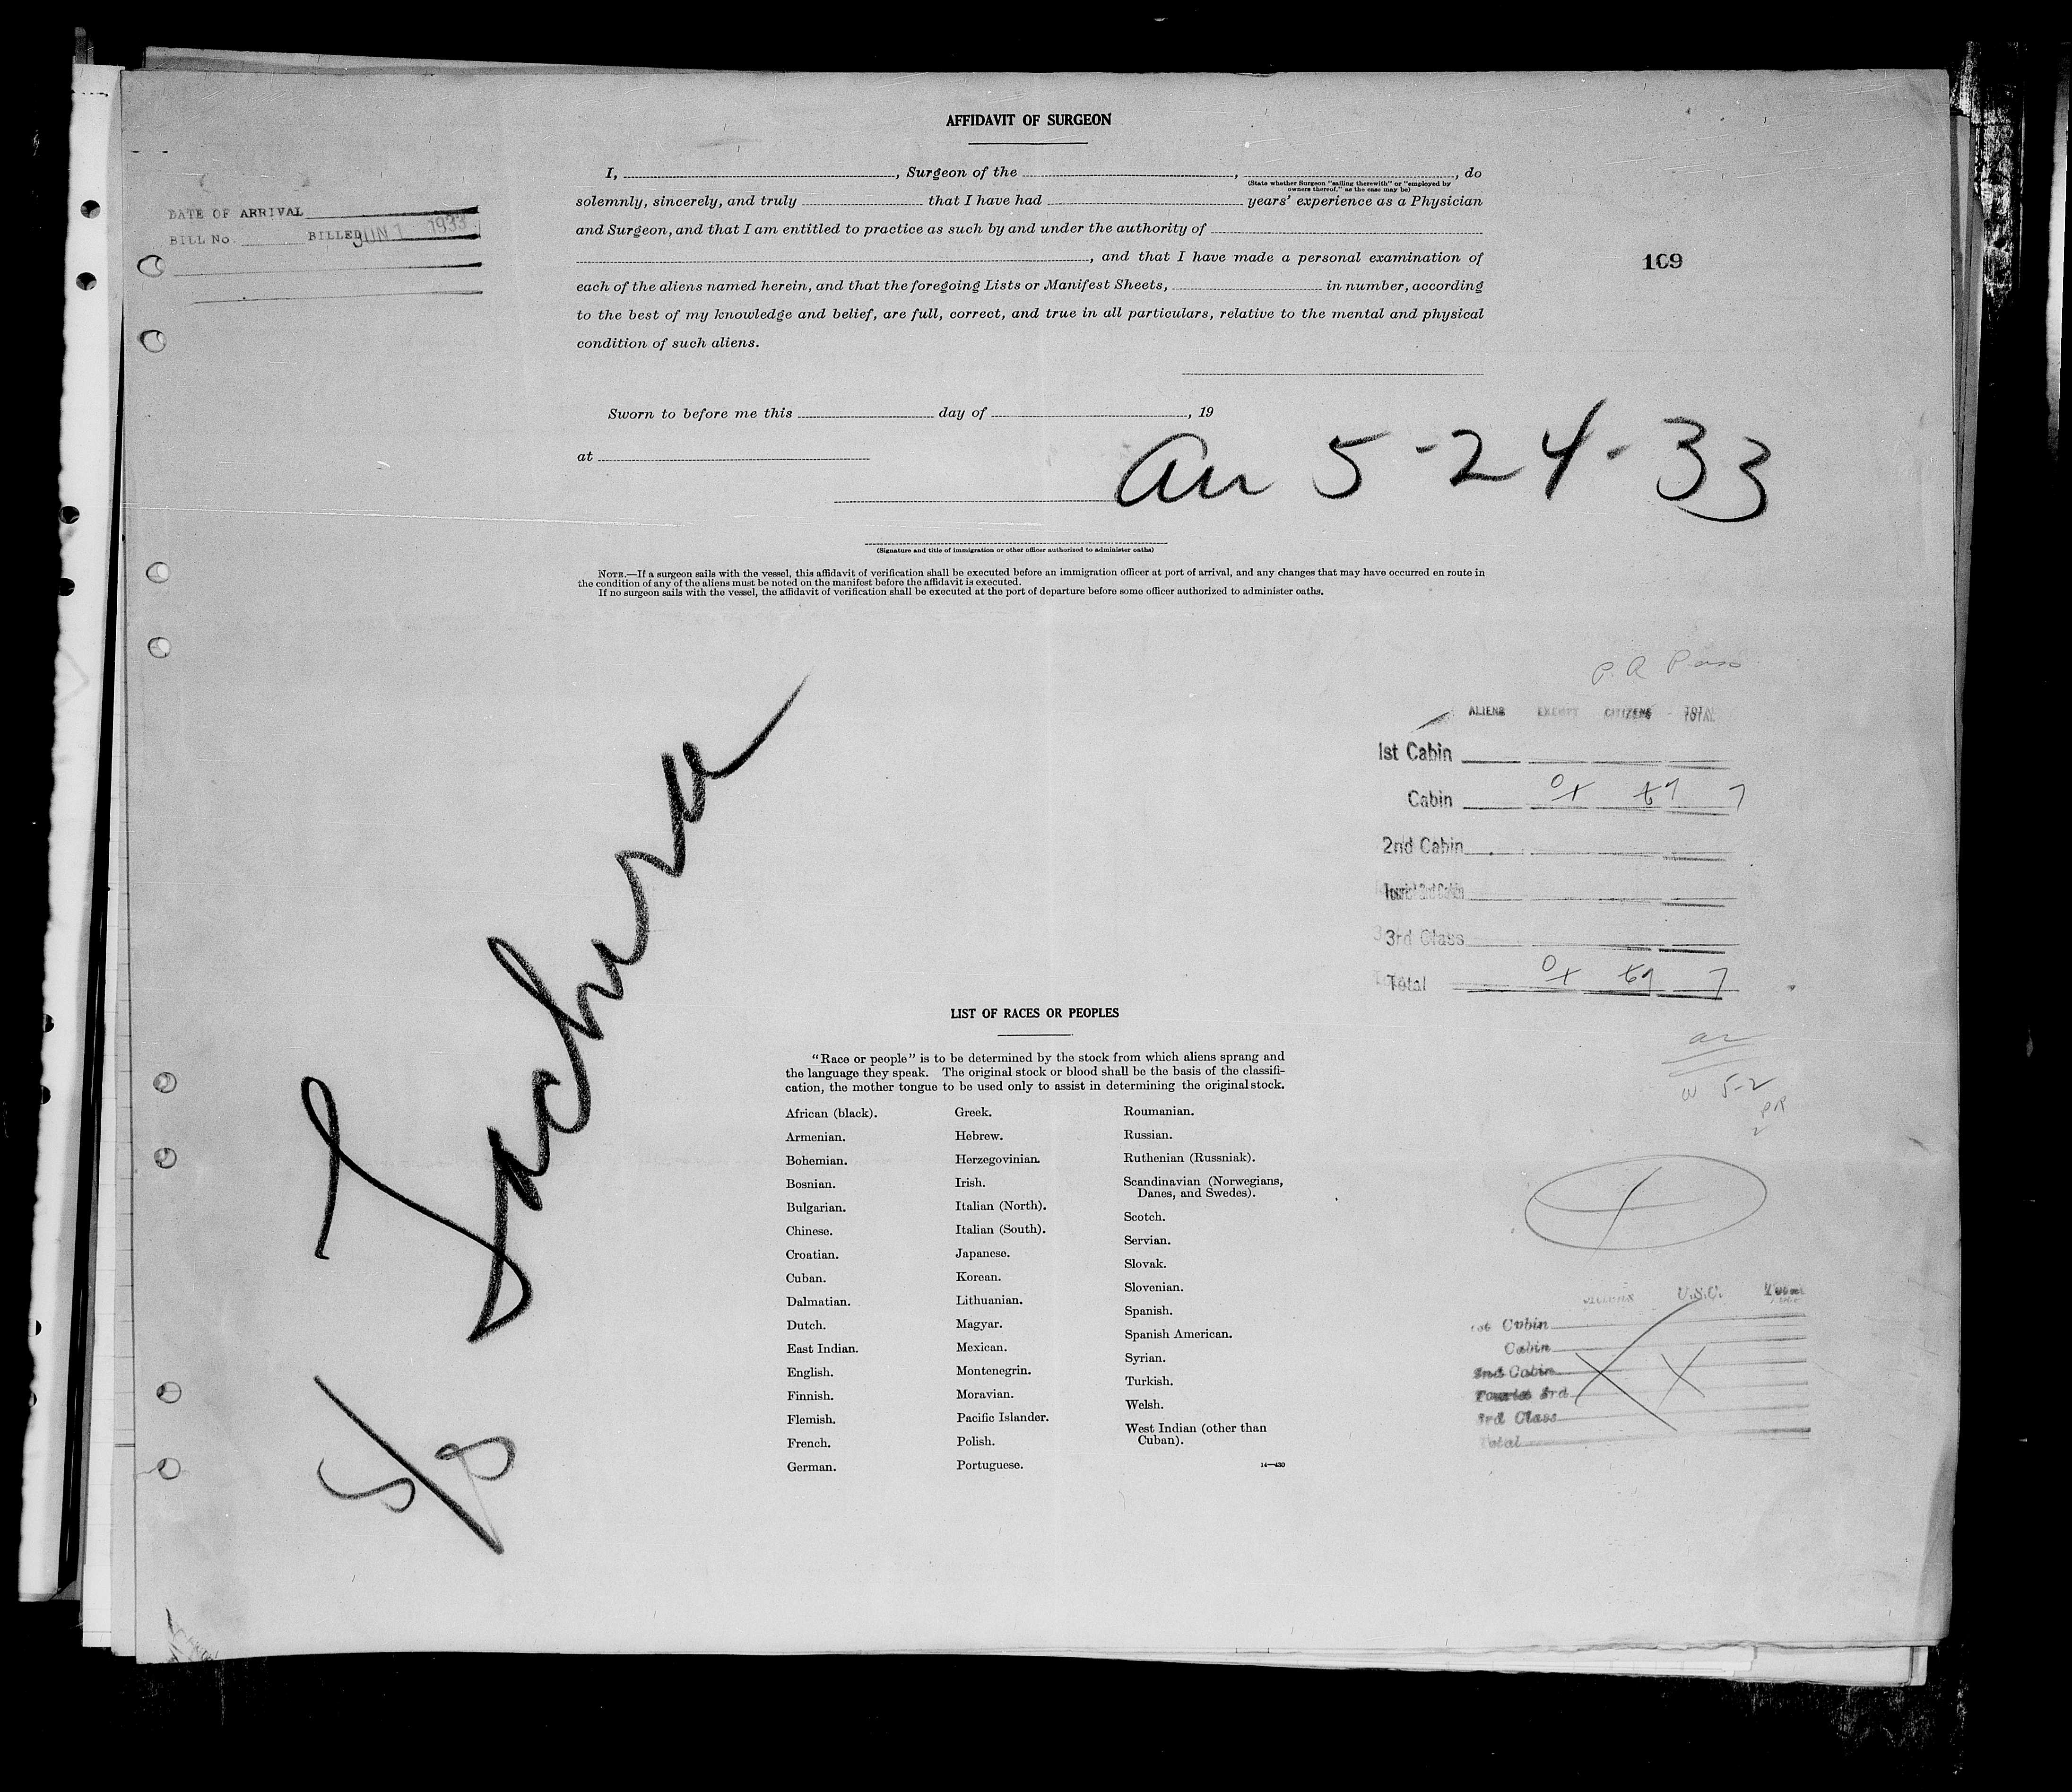 AFFIDAVIT OF SURGEON
I, , Surgeon of the , , do
(State whether Surgeon "sailing therewith" or "employed by
owners thereof," as the case may be)
solemnly, sincerely, and truly that I have had years' experience as a Physician
and Surgeon, and that I am entitled to practice as such by and under the authority of
, and that I have made a personal examination of
each of the aliens named herein, and that the foregoing Lists or Manifest Sheets, in number, according
to the best of my knowledge and belief, are full, correct, and true in all particulars, relative to the mental and physical
condition of such aliens.
DATE OF ARRIVAL
BILL No. BILLED JUN 1 1933
109
Sworn to before me this day of , 19
at
Arr 5-24-33
(Signature and title of immigration or other officer authorized to administer oaths)
NOTE.—If a surgeon sails with the vessel, this affidavit of verification shall be executed before an immigration officer at port of arrival, and any changes that may have occurred en route in
the condition of any of the aliens must be noted on the manifest before the affidavit is executed.
If no surgeon sails with the vessel, the affidavit of verification shall be executed at the port of departure before some officer authorized to administer oaths.
ALIENS EXEMPT CITIZENS TOTAL
1st Cabin
Cabin 7
2nd Cabin
3rd Class
Total 7
S/S
LIST OF RACES OR PEOPLES
"Race or people" is to be determined by the stock from which aliens sprang and
the language they speak. The original stock or blood shall be the basis of the classifi-
cation, the mother tongue to be used only to assist in determining the original stock.
African (black).
Armenian.
Bohemian.
Bosnian.
Bulgarian.
Chinese.
Croatian.
Cuban.
Dalmatian.
Dutch.
East Indian.
English.
Finnish.
Flemish.
French.
German.
Greek.
Hebrew.
Herzegovinian.
Irish.
Italian (North).
Italian (South).
Japanese.
Korean.
Lithuanian.
Magyar.
Mexican.
Montenegrin.
Moravian.
Pacific Islander.
Polish.
Portuguese.
Roumanian.
Russian.
Ruthenian (Russniak).
Scandinavian (Norwegians,
Danes, and Swedes).
Scotch.
Servian.
Slovak.
Slovenian.
Spanish.
Spanish American.
Syrian.
Turkish.
Welsh.
West Indian (other than
Cuban).
14—430
Aliens U.S.C. Total
1st Cabin
Cabin
2nd Cabin
Tourist 3rd
3rd Class
Total